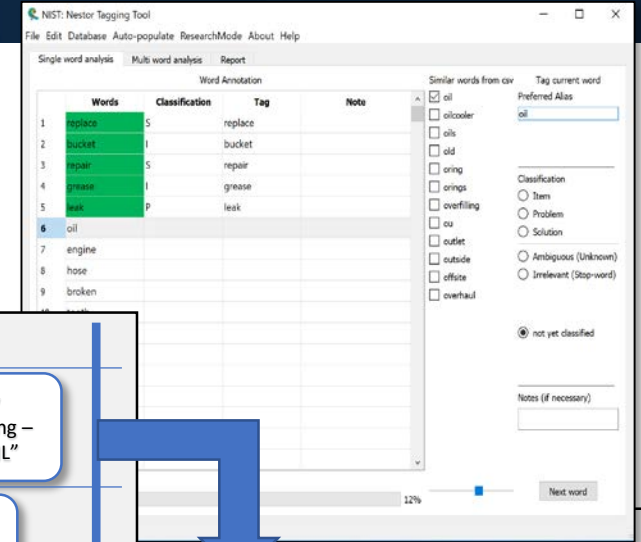 NIST: Nestor Tagging Tool
File Edit Database Auto-populate ResearchMode About Help
Single word analysis Multi word analysis Report
Word Annotation
Words Classification Tag Note
1 replace S replace
2 bucket I bucket
3 repair S repair
4 grease I grease
5 leak P leak
6 oil
7 engine
8 hose
9 broken
Similar words from csv
oil
oilcooler
oils
old
oring
orings
overfilling
ou
outlet
outside
offsite
overhaul
Tag current word
Preferred Alias
oil
Classification
Item
Problem
Solution
Ambiguous (Unknown)
Irrelevant (Stop-word)
not yet classified
Notes (if necessary)
12%
Next word
ng –
L"